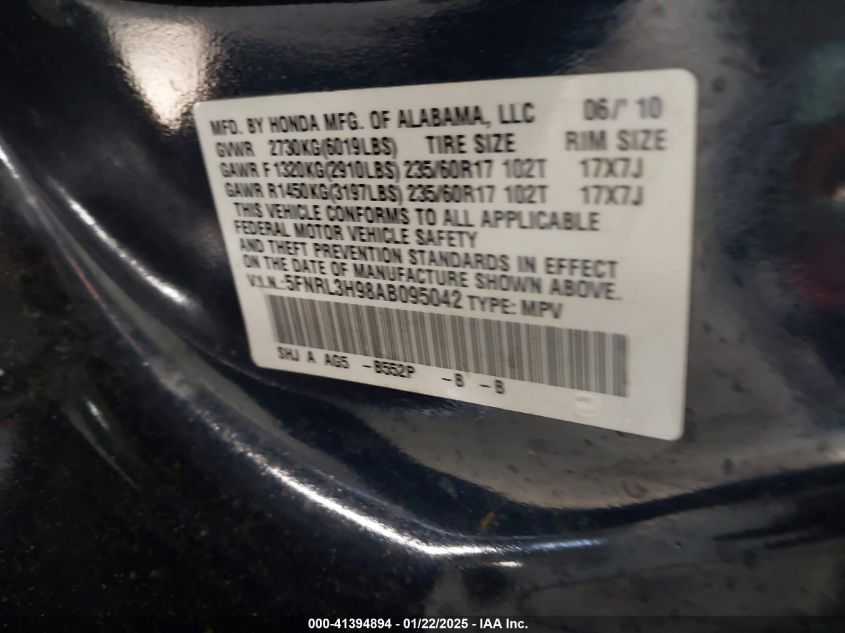 MFD. BY HONDA MFG. OF ALABAMA, LLC 06/'10
GVWR 2730KG(6019LBS) TIRE SIZE RIM SIZE
GAWR F 1320KG(2910LBS) 235/60R17 102T 17X7J
GAWR R1450KG(3197LBS) 235/60R17 102T 17X7J
THIS VEHICLE CONFORMS TO ALL APPLICABLE
FEDERAL MOTOR VEHICLE SAFETY
AND THEFT PREVENTION STANDARDS IN EFFECT
ON THE DATE OF MANUFACTURE SHOWN ABOVE.
V.I.N.:5FNRL3H98AB095042 TYPE: MPV
SHJ A AG5 -B552P -B -B
000-41394894 - 01/22/2025 - IAA Inc.